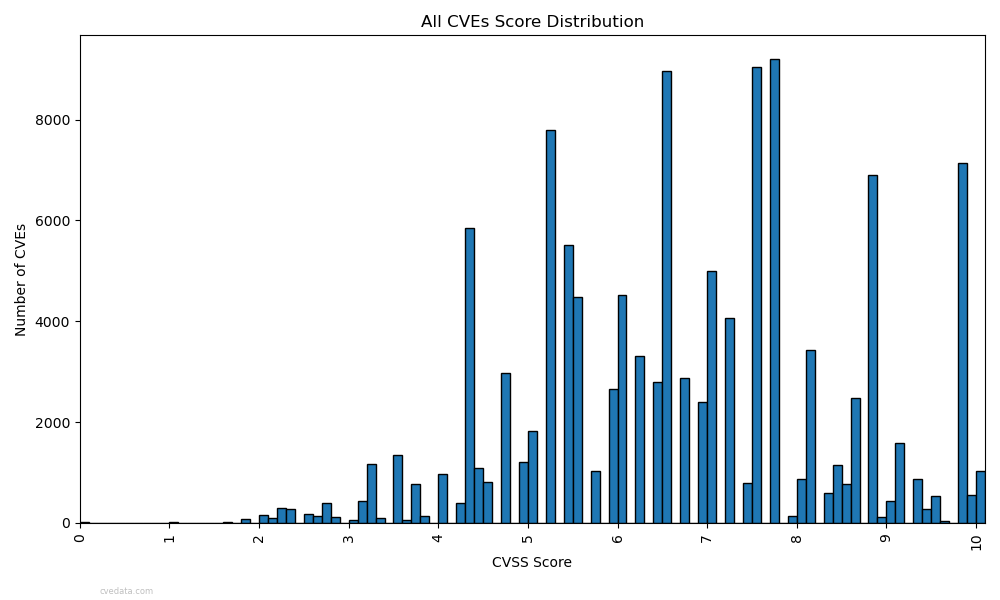 All CVEs Score Distribution
Number of CVEs
8000
6000
4000
2000
0
0 1 2 3 4 5 6 7 8 9 10
CVSS Score
cvedata.com